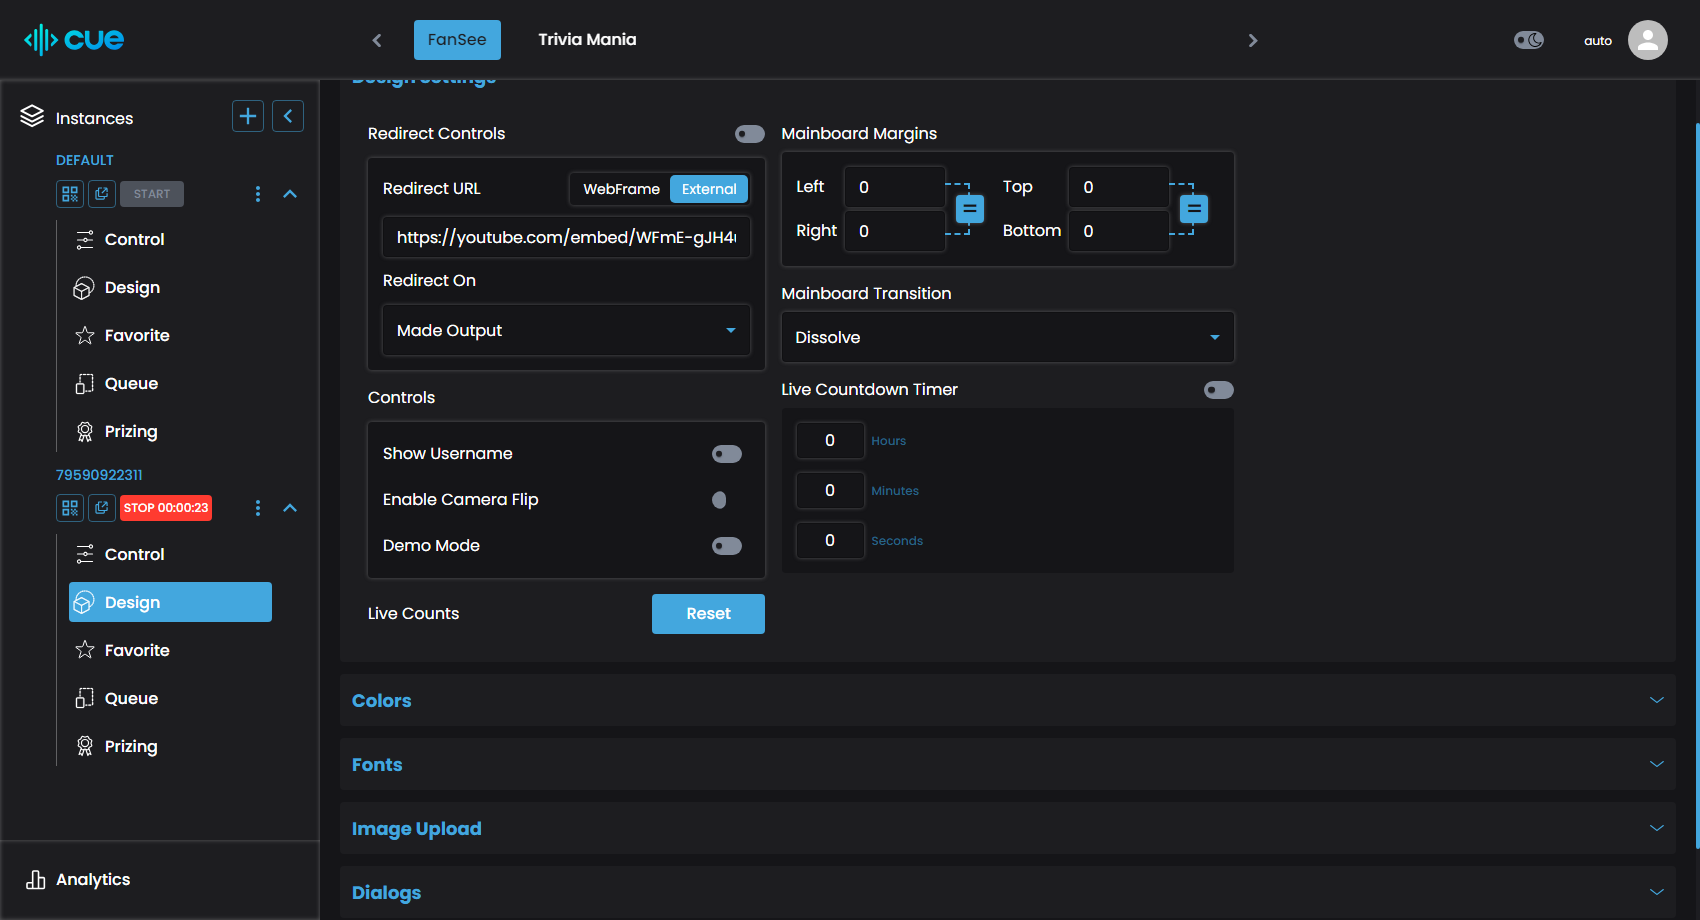 cue
FanSee
Trivia Mania
auto
Instances
DEFAULT
START
Control
Design
Favorite
Queue
Prizing
79590922311
STOP 00:00:23
Control
Design
Favorite
Queue
Prizing
Analytics
Design Settings
Redirect Controls
Redirect URL
WebFrame
External
https://youtube.com/embed/WFmE-gJH4
Redirect On
Made Output
Controls
Show Username
Enable Camera Flip
Demo Mode
Live Counts
Reset
Mainboard Margins
Left 0
Top 0
Right 0
Bottom 0
Mainboard Transition
Dissolve
Live Countdown Timer
0 Hours
0 Minutes
0 Seconds
Colors
Fonts
Image Upload
Dialogs